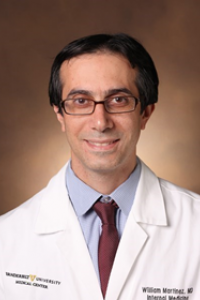 VANDERBILT UNIVERSITY
MEDICAL CENTER
William Martinez, MD
Internal Medicine